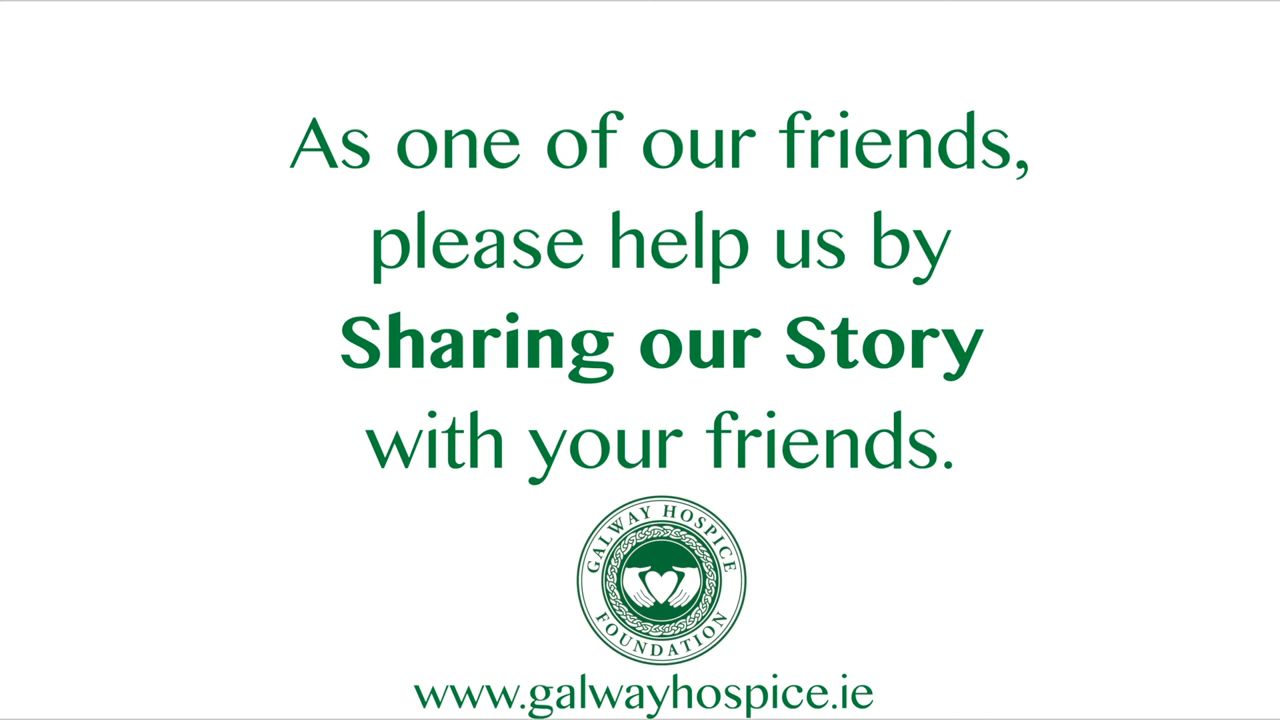 As one of our friends,
please help us by
Sharing our Story
with your friends.
GALWAY HOSPICE
FOUNDATION
www.galwayhospice.ie